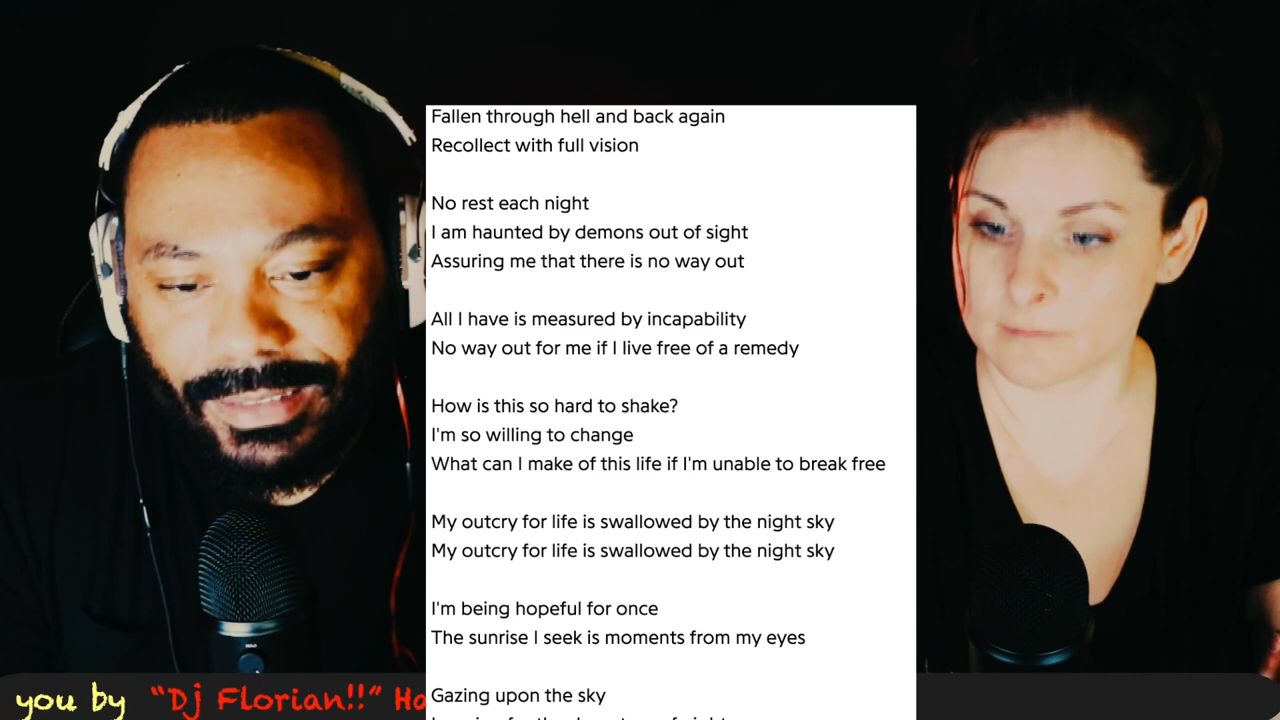 Fallen through hell and back again
Recollect with full vision
No rest each night
I am haunted by demons out of sight
Assuring me that there is no way out
All I have is measured by incapability
No way out for me if I live free of a remedy
How is this so hard to shake?
I'm so willing to change
What can I make of this life if I'm unable to break free
My outcry for life is swallowed by the night sky
My outcry for life is swallowed by the night sky
I'm being hopeful for once
The sunrise I seek is moments from my eyes
Gazing upon the sky
you by "Dj Florian!!" Ho